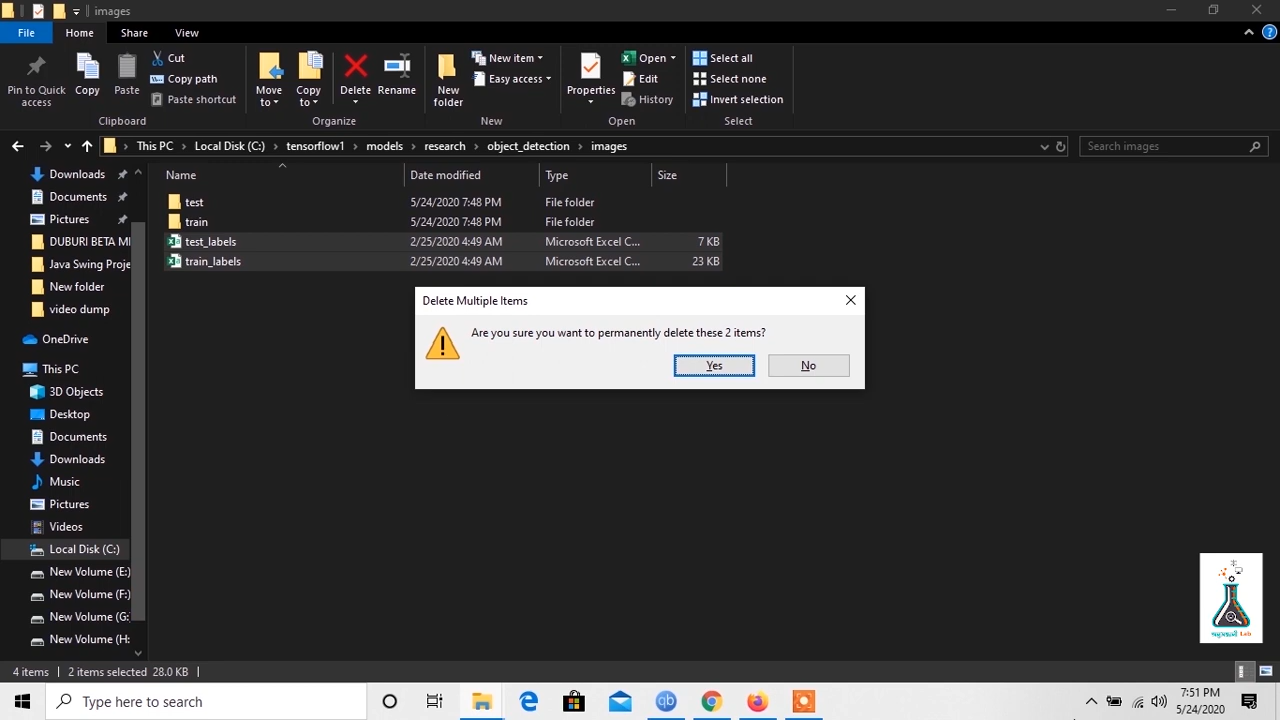 images
File
Home
Share
View
Pin to Quick access
Copy
Paste
Cut
Copy path
Paste shortcut
Clipboard
Move to
Copy to
Delete
Rename
Organize
New folder
New item
Easy access
New
Properties
Open
Edit
History
Open
Select all
Select none
Invert selection
Select
This PC > Local Disk (C:) > tensorflow1 > models > research > object_detection > images
Search images
Name
Date modified
Type
Size
test 5/24/2020 7:48 PM File folder
train 5/24/2020 7:48 PM File folder
test_labels 2/25/2020 4:49 AM Microsoft Excel C... 7 KB
train_labels 2/25/2020 4:49 AM Microsoft Excel C... 23 KB
Downloads
Documents
Pictures
DUBURI BETA MI
Java Swing Proje
New folder
video dump
OneDrive
This PC
3D Objects
Desktop
Documents
Downloads
Music
Pictures
Videos
Local Disk (C:)
New Volume (E:)
New Volume (F:)
New Volume (G:
New Volume (H:
Delete Multiple Items
Are you sure you want to permanently delete these 2 items?
Yes
No
Lab
4 items
2 items selected 28.0 KB
Type here to search
qb
7:51 PM
5/24/2020